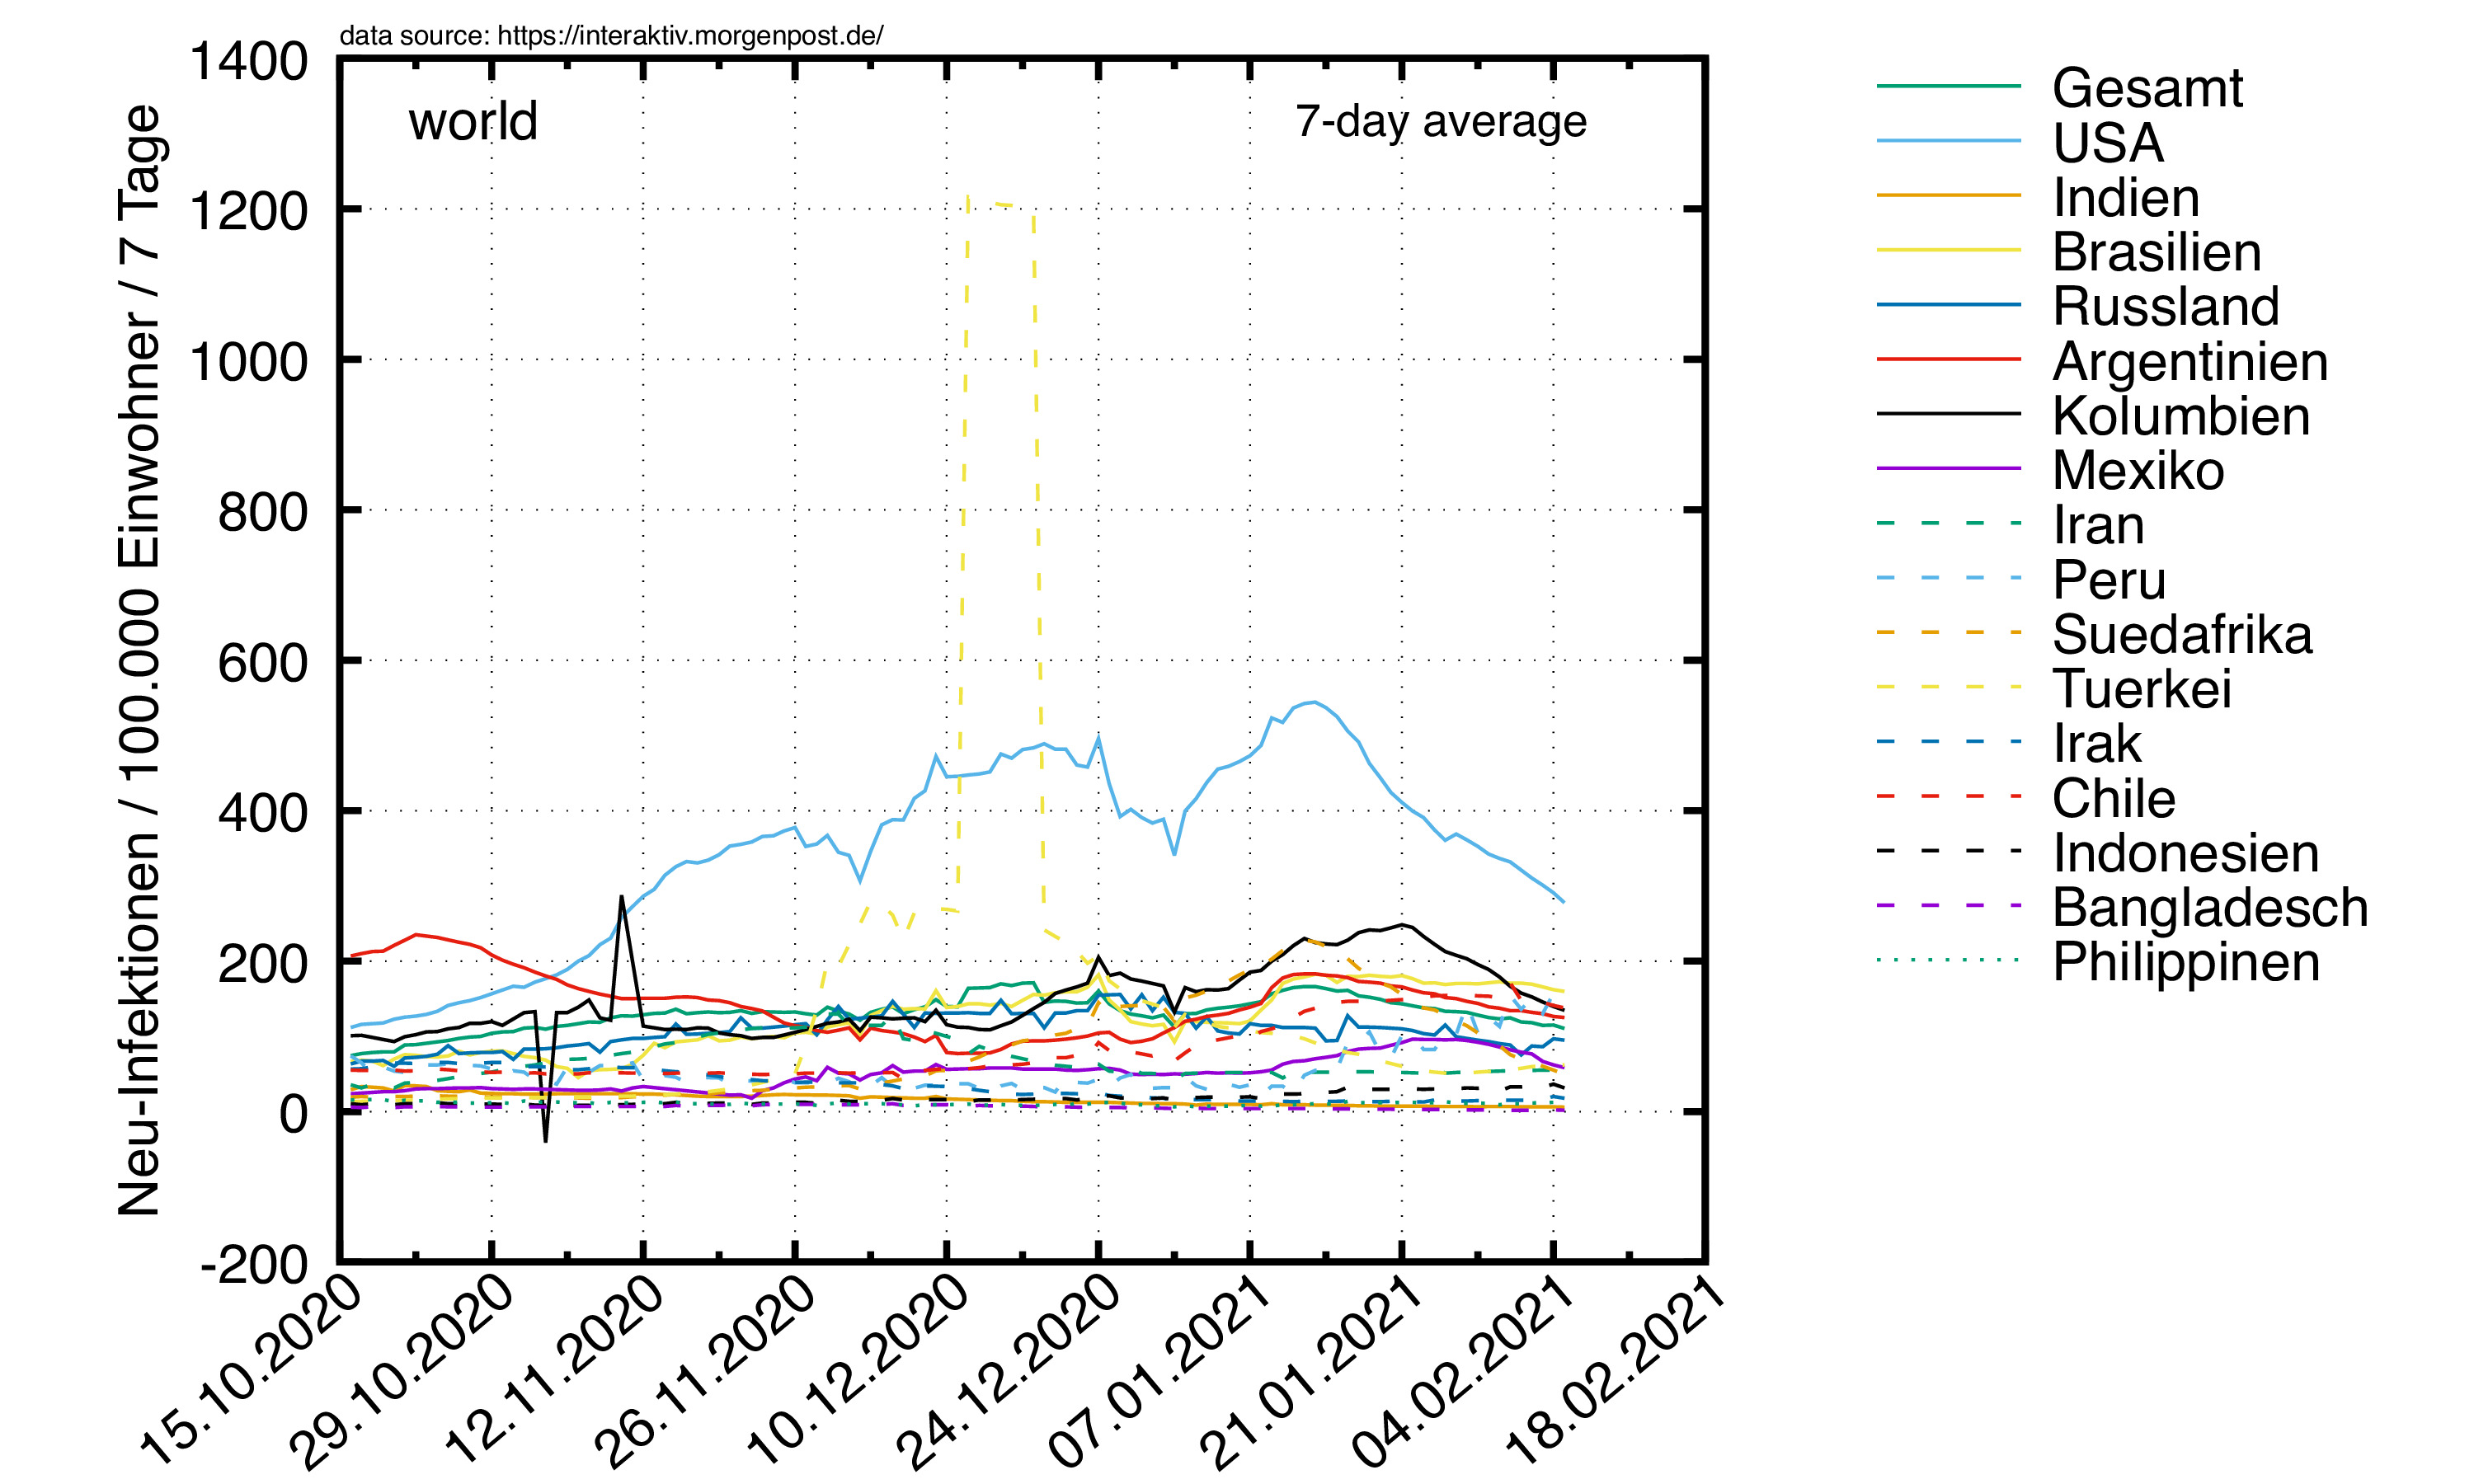 data source: https://interaktiv.morgenpost.de/
world
7-day average
Neu-Infektionen / 100.000 Einwohner / 7 Tage
1400
1200
1000
800
600
400
200
0
-200
15.10.2020
29.10.2020
12.11.2020
26.11.2020
10.12.2020
24.12.2020
07.01.2021
21.01.2021
04.02.2021
18.02.2021
Gesamt
USA
Indien
Brasilien
Russland
Argentinien
Kolumbien
Mexiko
Iran
Peru
Suedafrika
Tuerkei
Irak
Chile
Indonesien
Bangladesch
Philippinen